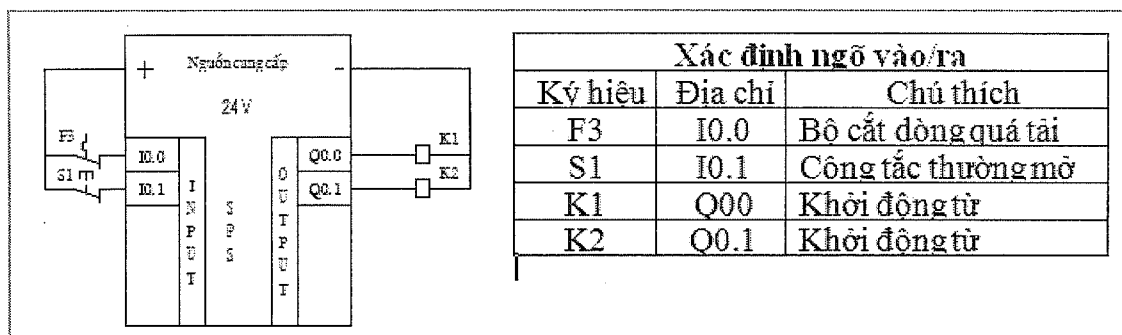 + Nguồn cung cấp -
24V
F3
I0.0
S1
I0.1
INPUT
SPS
OUTPUT
Q0.0
K1
Q0.1
K2
Xác định ngõ vào/ra
Ký hiệu Địa chỉ Chú thích
F3 I0.0 Bộ cắt dòng quá tải
S1 I0.1 Công tắc thường mở
K1 Q00 Khởi động từ
K2 Q0.1 Khởi động từ